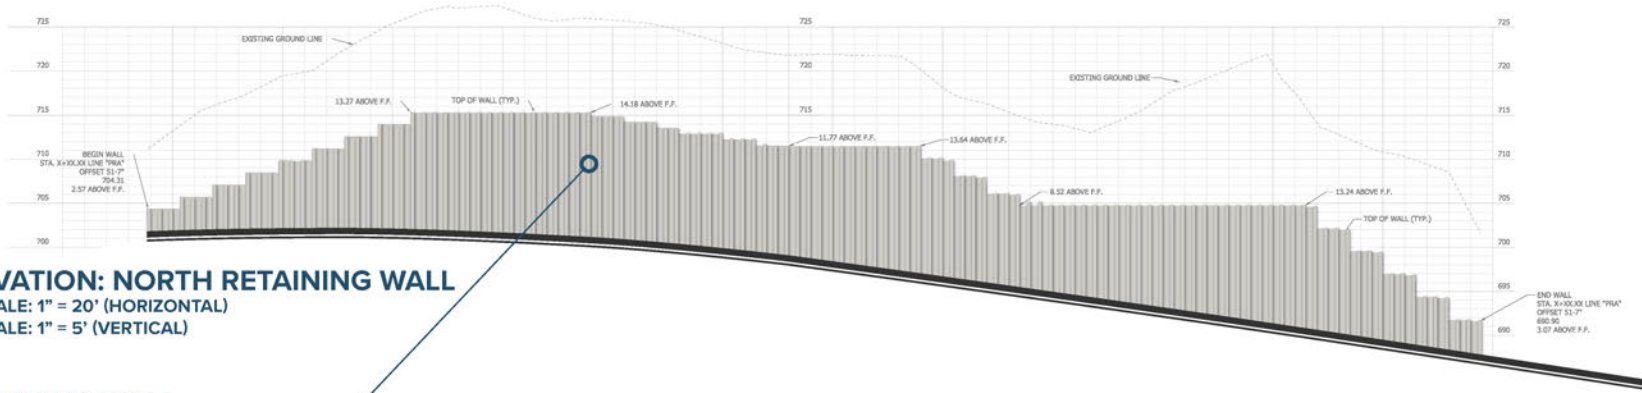 725
725
725
EXISTING GROUND LINE
720
720
720
EXISTING GROUND LINE
13.27 ABOVE F.F.
TOP OF WALL (TYP.)
14.18 ABOVE F.F.
715
715
715
11.77 ABOVE F.F.
13.64 ABOVE F.F.
BEGIN WALL
STA. X+XX.XX LINE "PRA"
OFFSET 51-7"
704.31
2.57 ABOVE F.F.
710
710
8.52 ABOVE F.F.
13.24 ABOVE F.F.
705
705
TOP OF WALL (TYP.)
700
700
VATION: NORTH RETAINING WALL
ALE: 1" = 20' (HORIZONTAL)
ALE: 1" = 5' (VERTICAL)
695
690
END WALL
STA. X+XX.XX LINE "PRA"
OFFSET 51-7"
690.90
3.07 ABOVE F.F.